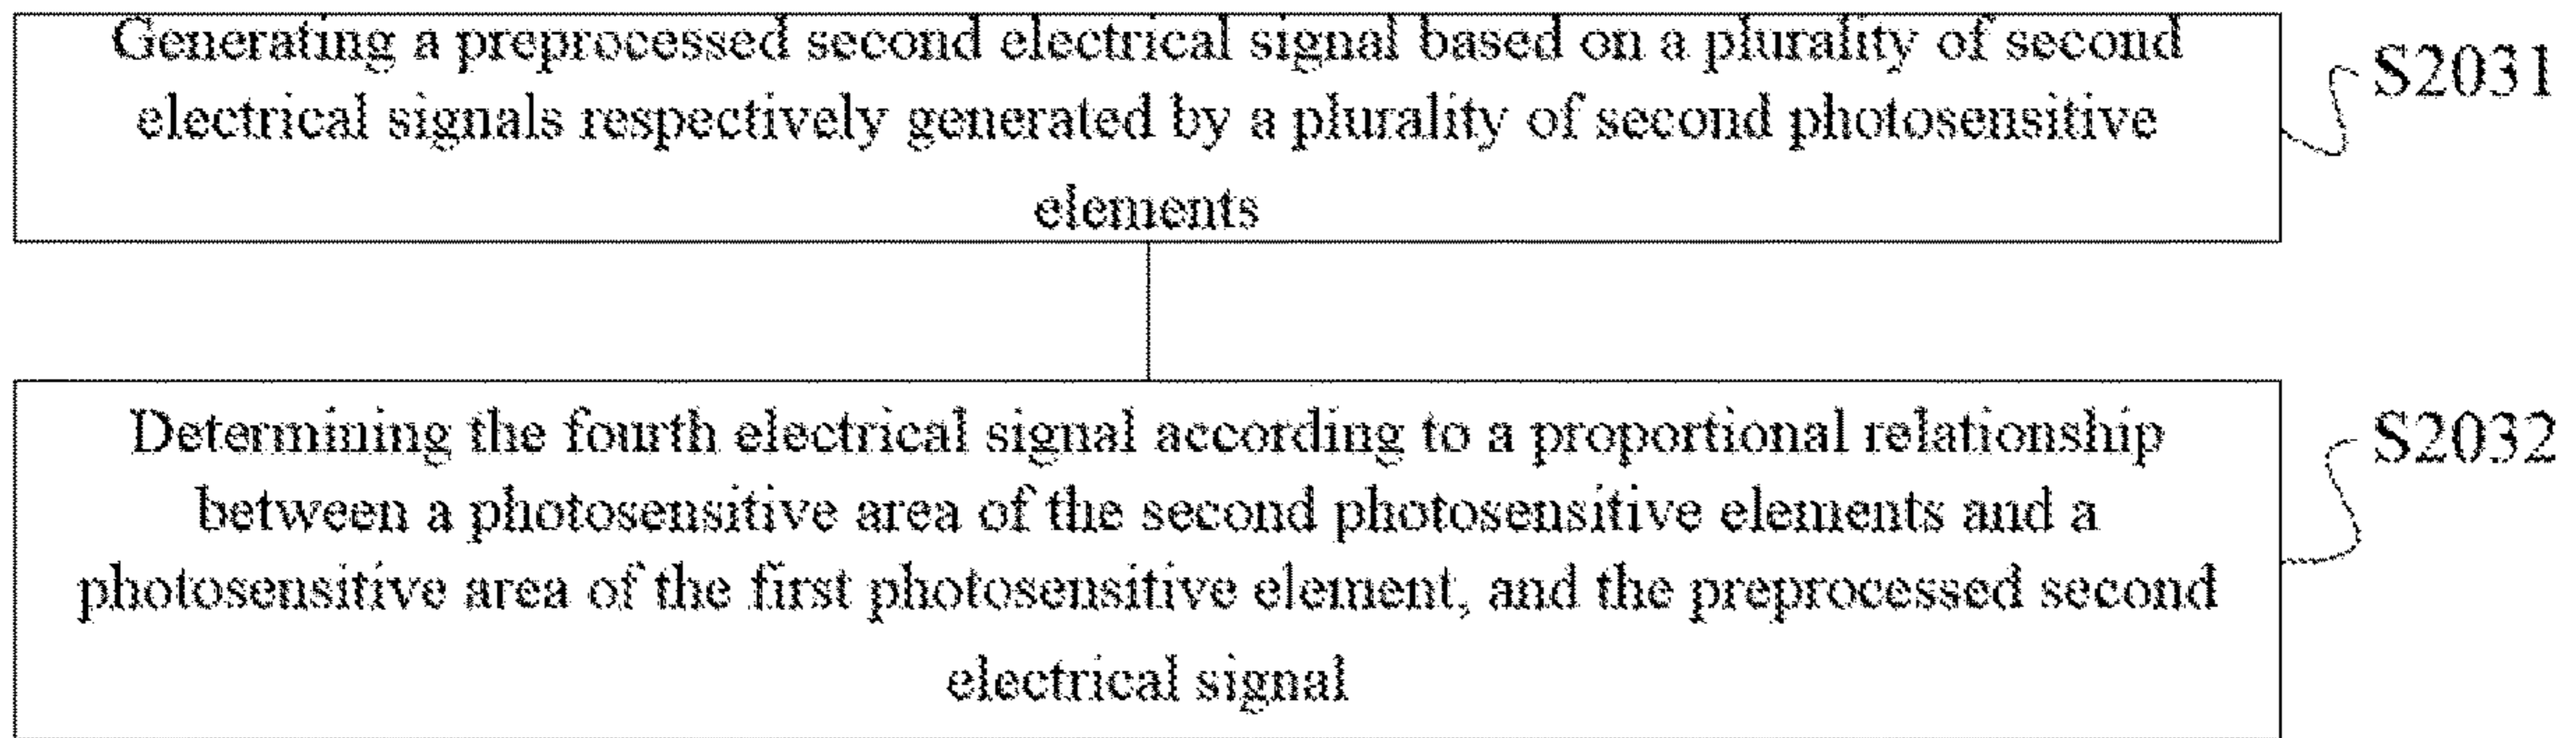 Generating a preprocessed second electrical signal based on a plurality of second
electrical signals respectively generated by a plurality of second photosensitive
elements
S2031
Determining the fourth electrical signal according to a proportional relationship
between a photosensitive area of the second photosensitive elements and a
photosensitive area of the first photosensitive element, and the preprocessed second
electrical signal
S2032